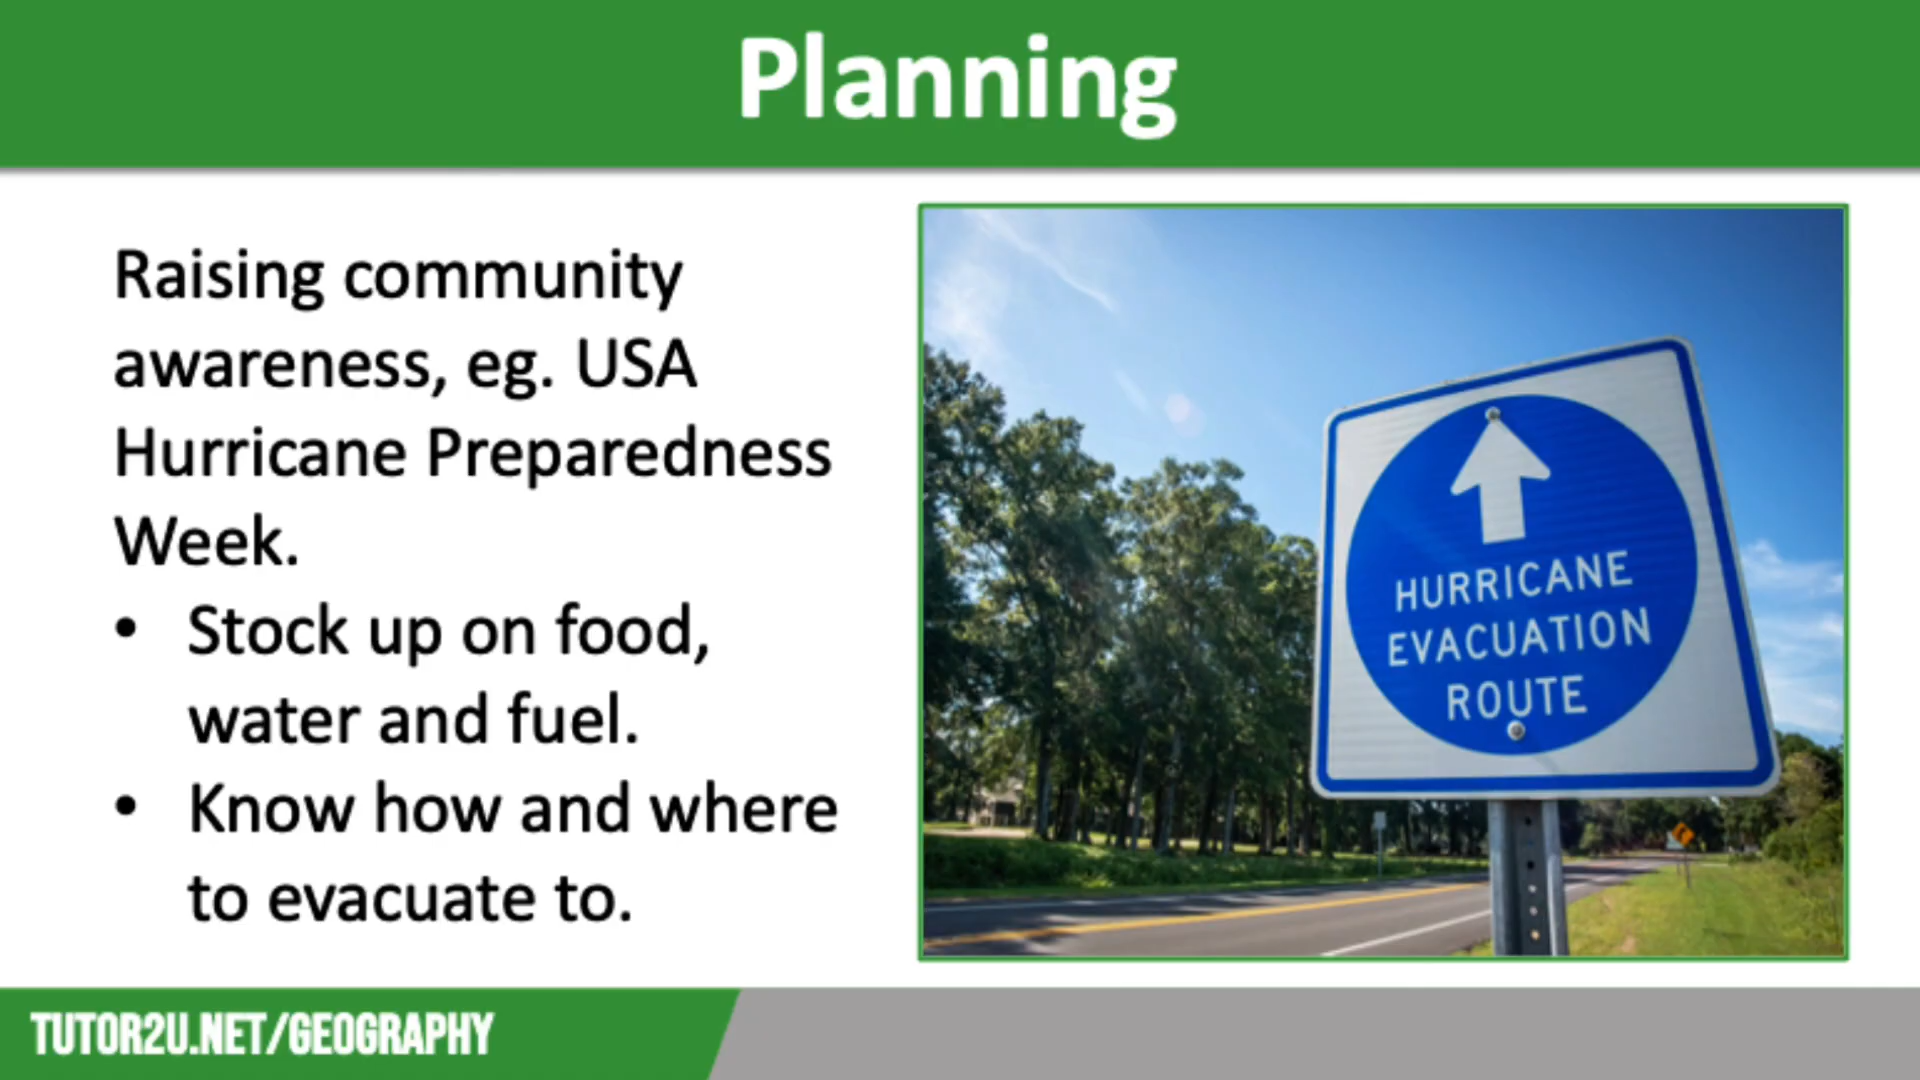 Planning
Raising community
awareness, eg. USA
Hurricane Preparedness
Week.
• Stock up on food,
water and fuel.
• Know how and where
to evacuate to.
HURRICANE
EVACUATION
ROUTE
TUTOR2U.NET/GEOGRAPHY